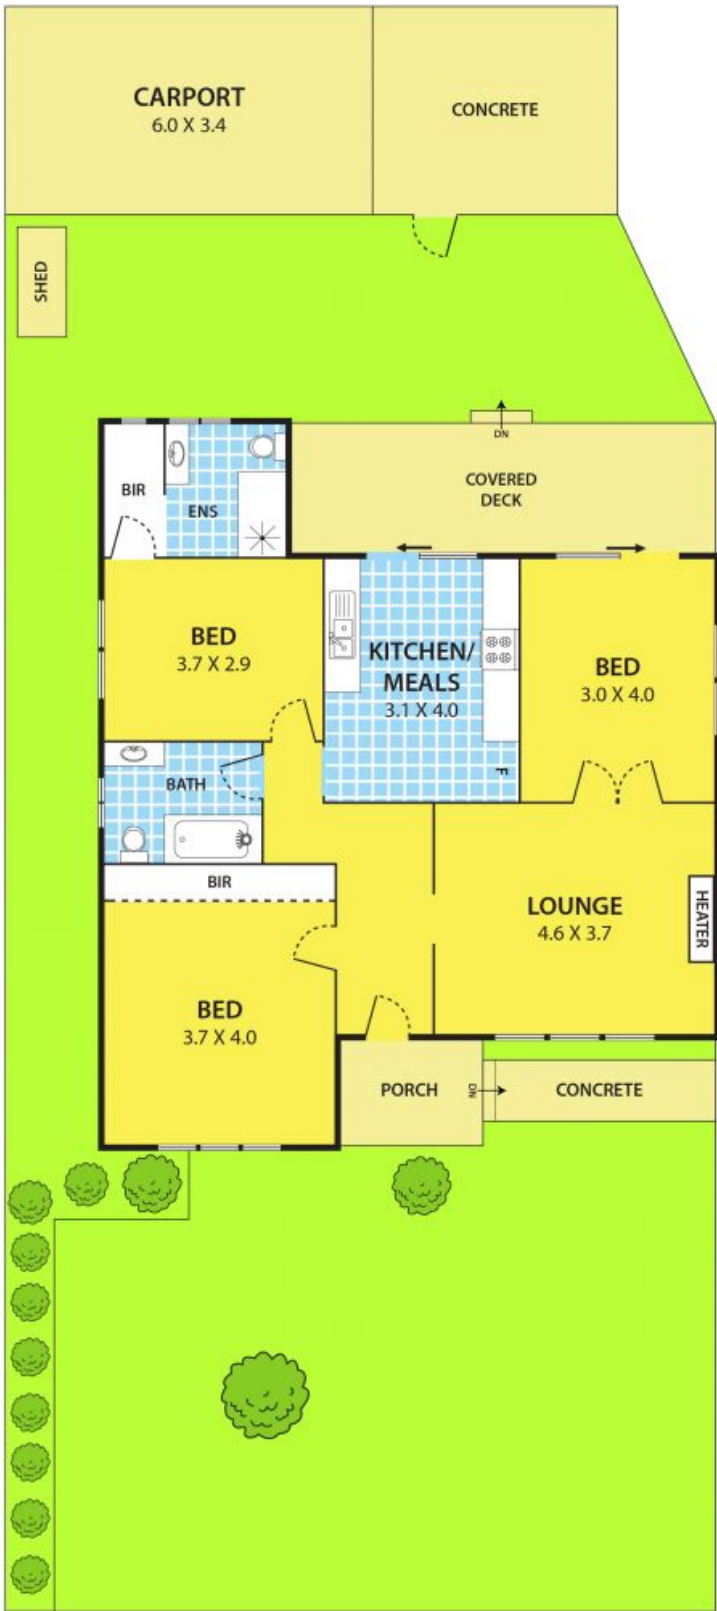 CARPORT
6.0 X 3.4
CONCRETE
SHED
DN
COVERED
DECK
BIR
ENS
BED
3.7 X 2.9
KITCHEN/
MEALS
3.1 X 4.0
BED
3.0 X 4.0
F
BATH
BIR
LOUNGE
4.6 X 3.7
HEATER
BED
3.7 X 4.0
PORCH
DN
CONCRETE